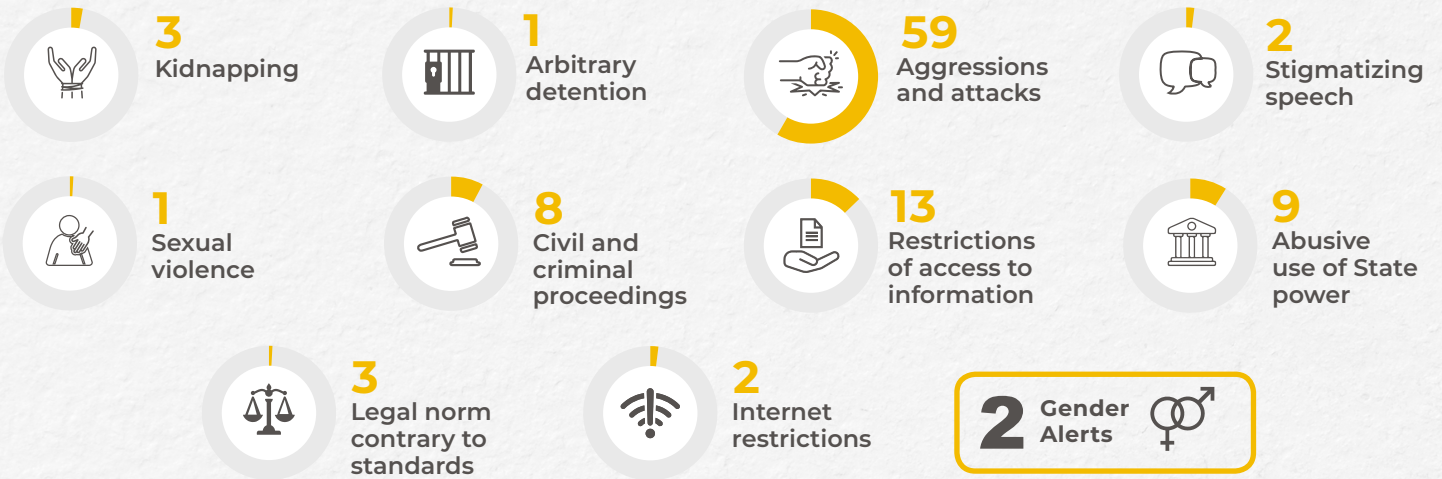 3
Kidnapping
1
Arbitrary
detention
59
Aggressions
and attacks
2
Stigmatizing
speech
1
Sexual
violence
8
Civil and
criminal
proceedings
13
Restrictions
of access to
information
9
Abusive
use of State
power
3
Legal norm
contrary to
standards
2
Internet
restrictions
2
Gender
Alerts